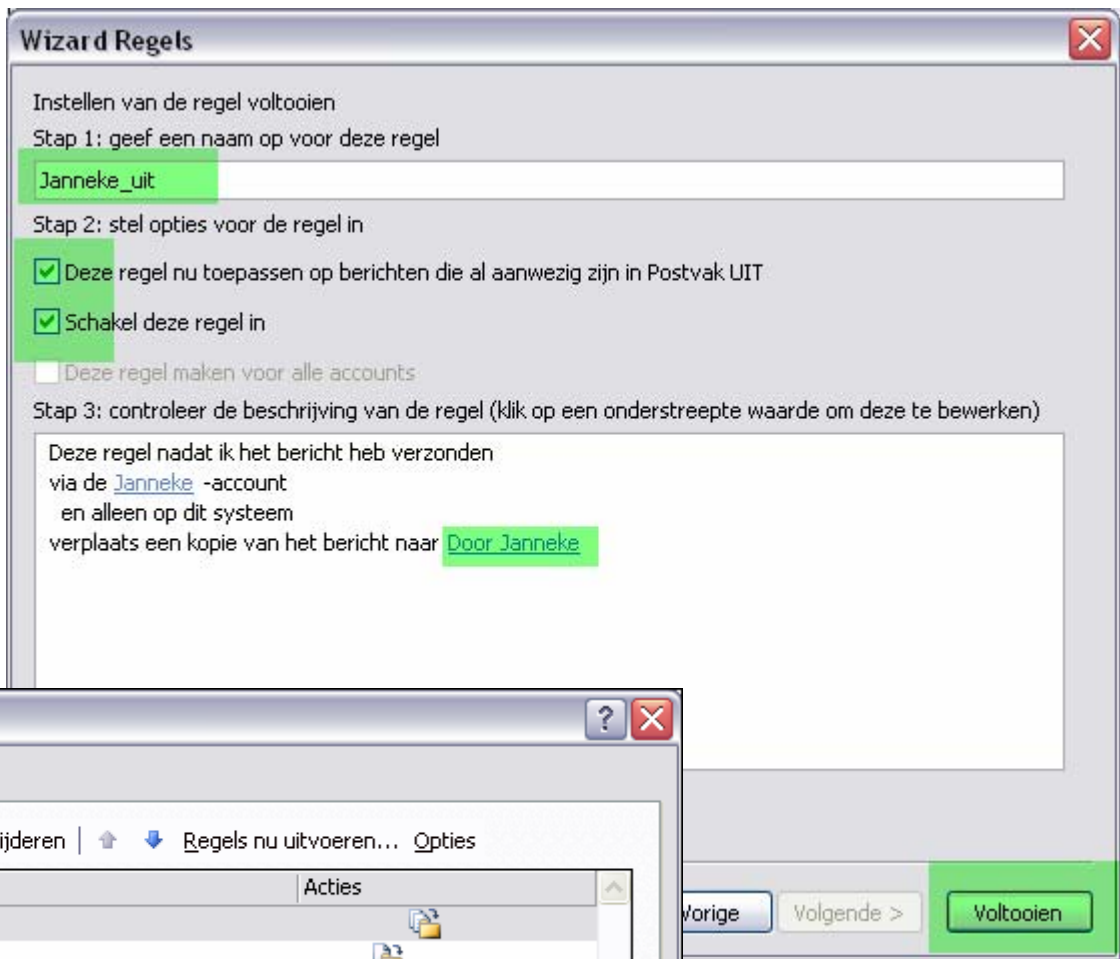 Wizard Regels
Instellen van de regel voltooien
Stap 1: geef een naam op voor deze regel
Janneke_uit
Stap 2: stel opties voor de regel in
Deze regel nu toepassen op berichten die al aanwezig zijn in Postvak UIT
Schakel deze regel in
Deze regel maken voor alle accounts
Stap 3: controleer de beschrijving van de regel (klik op een onderstreepte waarde om deze te bewerken)
Deze regel nadat ik het bericht heb verzonden
via de Janneke -account
en alleen op dit systeem
verplaats een kopie van het bericht naar Door Janneke
ijderen Regels nu uitvoeren... Opties
Acties
Vorige Volgende > Voltooien